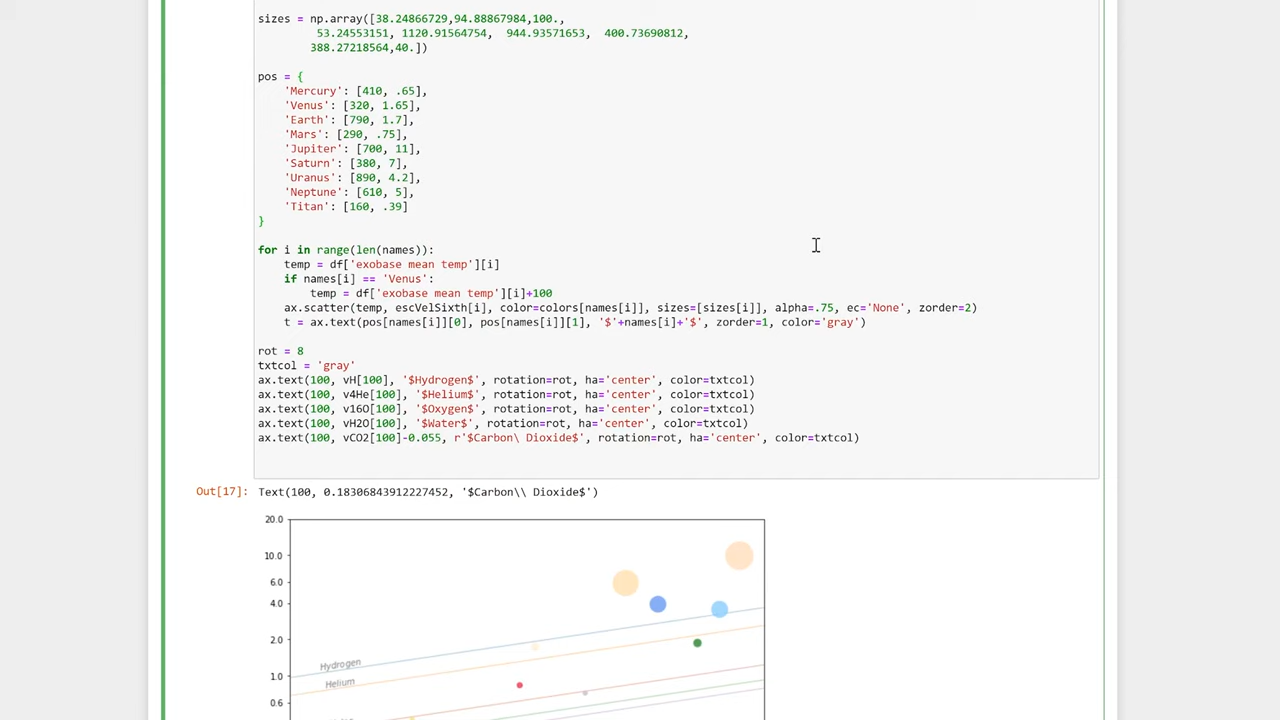 sizes = np.array([38.24866729,94.88867984,100.,
53.24553151, 1120.91564754, 944.93571653, 400.73690812,
388.27218564,40.])
pos = {
'Mercury': [410, .65],
'Venus': [320, 1.65],
'Earth': [790, 1.7],
'Mars': [290, .75],
'Jupiter': [700, 11],
'Saturn': [380, 7],
'Uranus': [890, 4.2],
'Neptune': [610, 5],
'Titan': [160, .39]
}
for i in range(len(names)):
temp = df['exobase mean temp'][i]
if names[i] == 'Venus':
temp = df['exobase mean temp'][i]+100
ax.scatter(temp, escVelSixth[i], color=colors[names[i]], sizes=[sizes[i]], alpha=.75, ec='None', zorder=2)
t = ax.text(pos[names[i]][0], pos[names[i]][1], '$'+names[i]+'$', zorder=1, color='gray')
rot = 8
txtcol = 'gray'
ax.text(100, vH[100], '$Hydrogen$', rotation=rot, ha='center', color=txtcol)
ax.text(100, v4He[100], '$Helium$', rotation=rot, ha='center', color=txtcol)
ax.text(100, v16O[100], '$Oxygen$', rotation=rot, ha='center', color=txtcol)
ax.text(100, vH2O[100], '$Water$', rotation=rot, ha='center', color=txtcol)
ax.text(100, vCO2[100]-0.055, r'$Carbon\ Dioxide$', rotation=rot, ha='center', color=txtcol)
Out[17]: Text(100, 0.18306843912227452, '$Carbon\\ Dioxide$')
20.0
10.0
6.0
4.0
2.0
Hydrogen
1.0
Helium
0.6